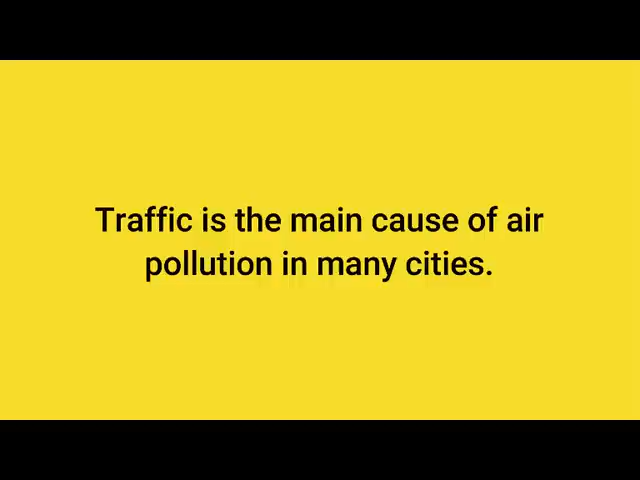 Traffic is the main cause of air
pollution in many cities.